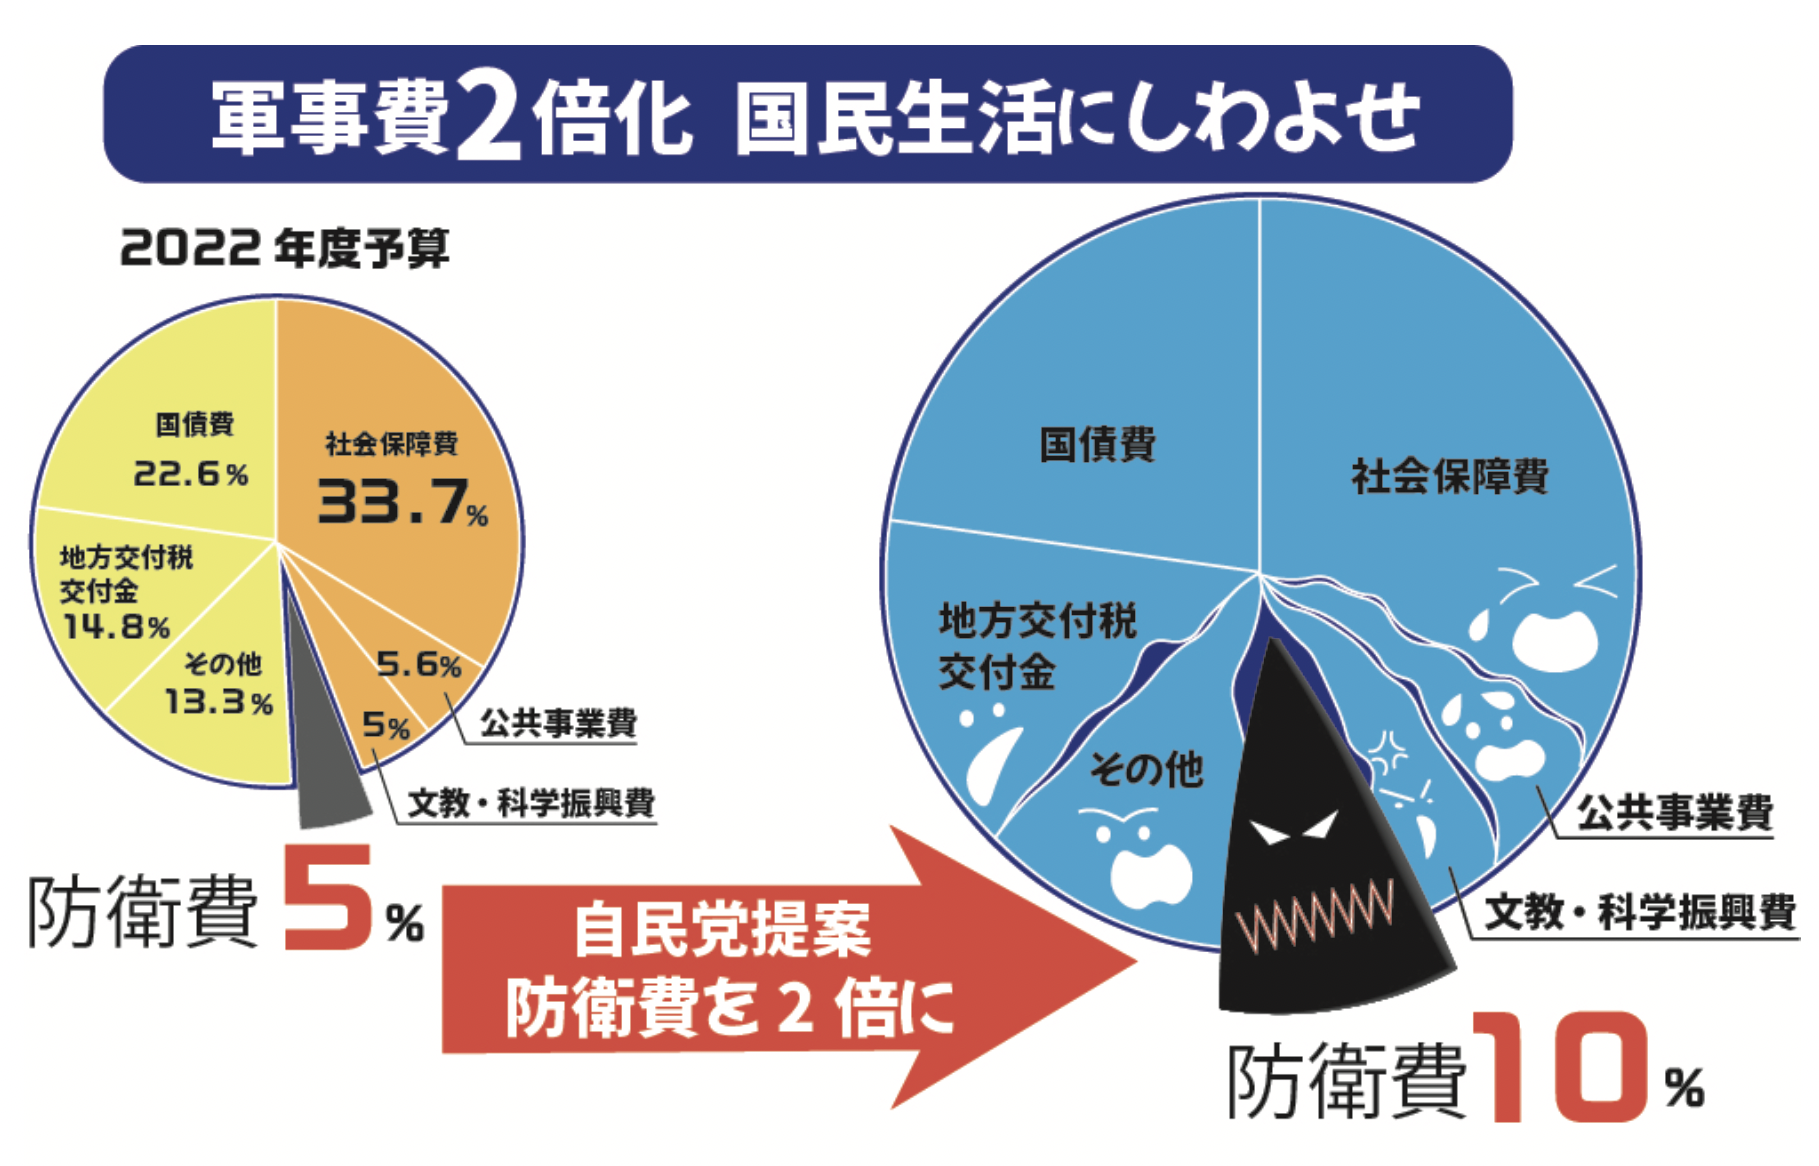 軍事費2倍化 国民生活にしわよせ
2022年度予算
国債費
22.6%
社会保障費
33.7%
地方交付税
交付金
14.8%
その他
13.3%
5.6%
5%
公共事業費
文教・科学振興費
防衛費 5%
自民党提案
防衛費を2倍に
国債費
社会保障費
地方交付税
交付金
その他
公共事業費
文教・科学振興費
防衛費10%